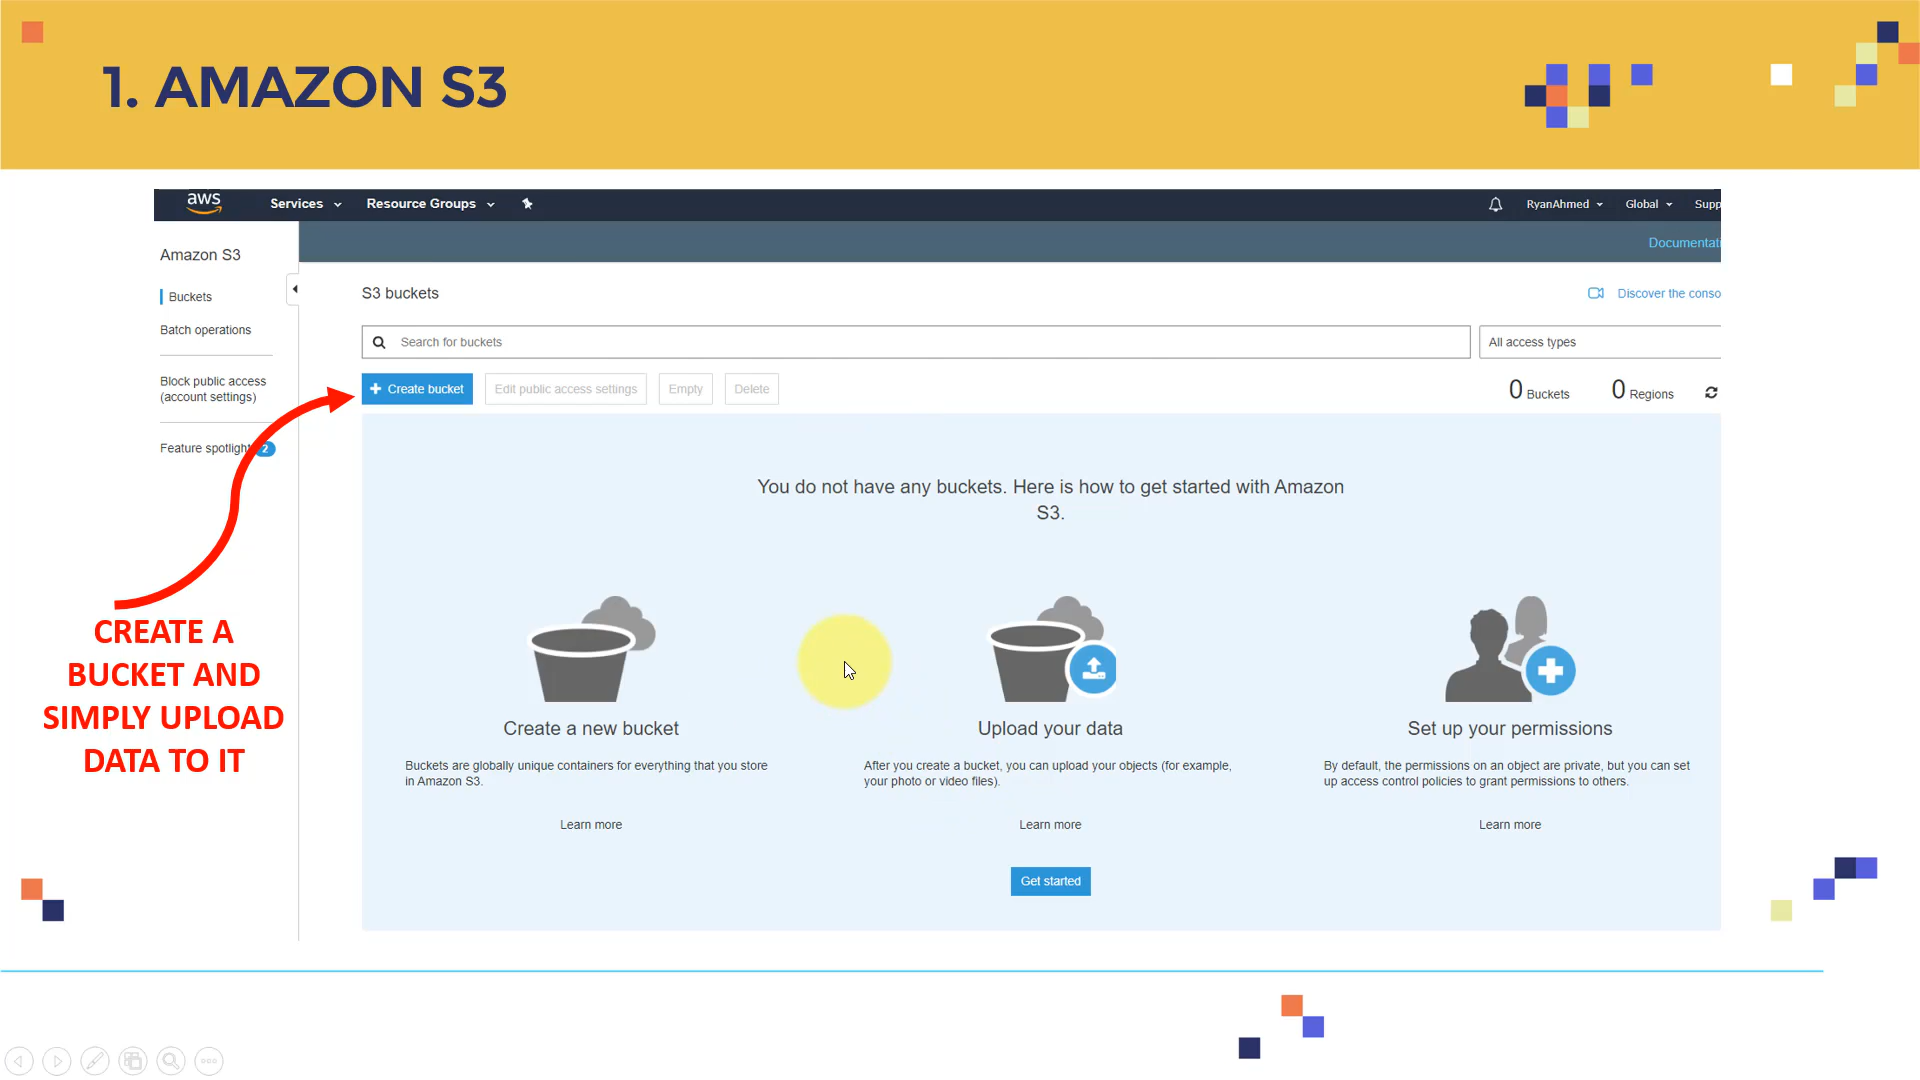 1. AMAZON S3
aws Services Resource Groups RyanAhmed Global Supp
Documentati
Amazon S3
Buckets
Batch operations
Block public access
(account settings)
Feature spotlight 2
S3 buckets
Discover the conso
Search for buckets
All access types
Create bucket
Edit public access settings
Empty
Delete
0 Buckets
0 Regions
You do not have any buckets. Here is how to get started with Amazon
S3.
CREATE A
BUCKET AND
SIMPLY UPLOAD
DATA TO IT
Create a new bucket
Buckets are globally unique containers for everything that you store
in Amazon S3.
Learn more
Upload your data
After you create a bucket, you can upload your objects (for example,
your photo or video files).
Learn more
Set up your permissions
By default, the permissions on an object are private, but you can set
up access control policies to grant permissions to others.
Learn more
Get started